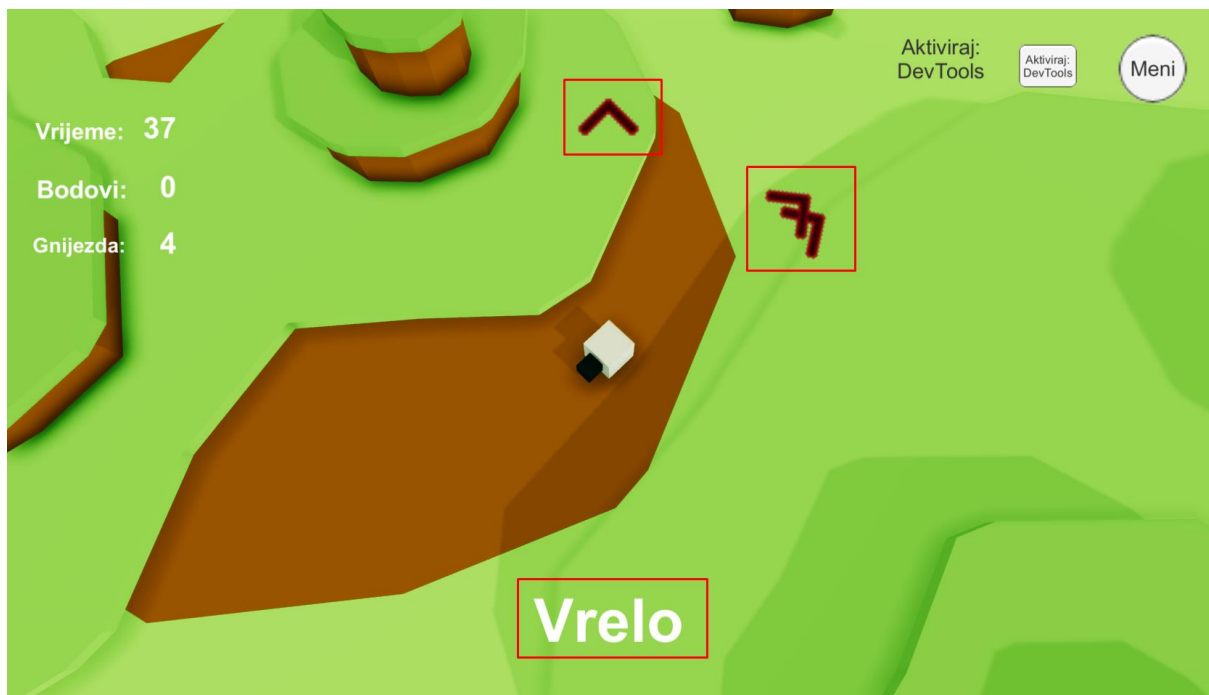 Aktiviraj:
DevTools
Aktiviraj:
DevTools
Meni
Vrijeme: 37
Bodovi: 0
Gnijezda: 4
Vrelo